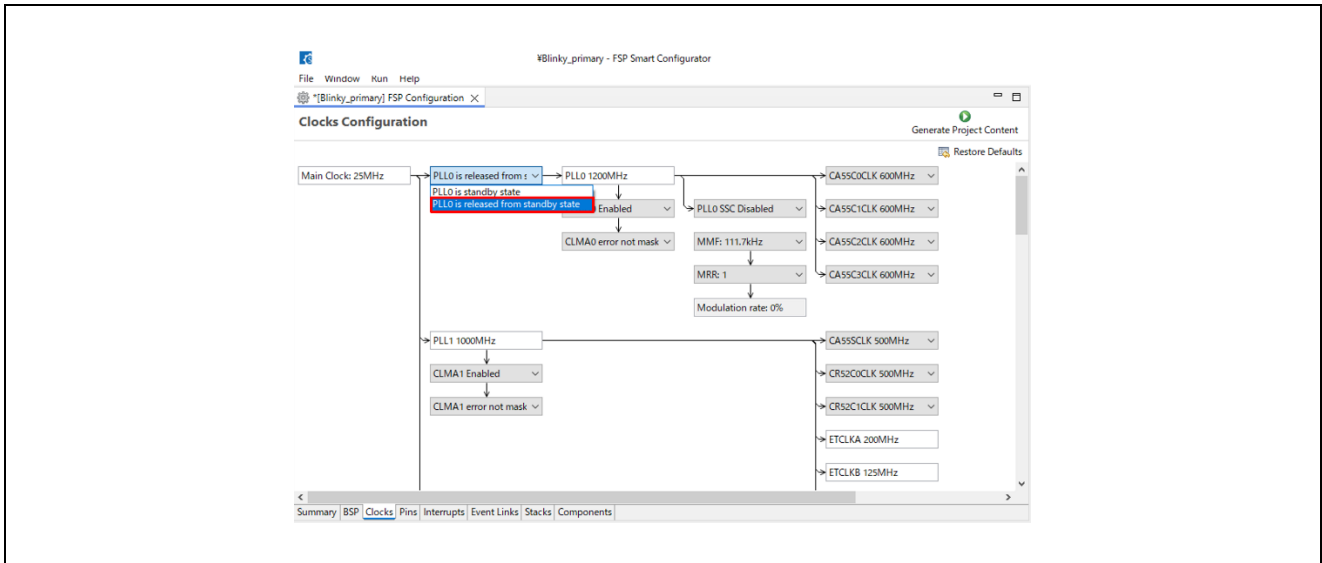 ¥Blinky_primary - FSP Smart Configurator
File Window Run Help
*[Blinky_primary] FSP Configuration
Clocks Configuration
Generate Project Content
Restore Defaults
Main Clock: 25MHz
PLL0 is released from s
PLL0 1200MHz
CA55C0CLK 600MHz
PLL0 is standby state
PLL0 is released from standby state
Enabled
PLL0 SSC Disabled
CA55C1CLK 600MHz
CLMA0 error not mask
MMF: 111.7kHz
CA55C2CLK 600MHz
MRR: 1
CA55C3CLK 600MHz
Modulation rate: 0%
PLL1 1000MHz
CA55SCLK 500MHz
CLMA1 Enabled
CR52C0CLK 500MHz
CLMA1 error not mask
CR52C1CLK 500MHz
ETCLKA 200MHz
ETCLKB 125MHz
Summary BSP Clocks Pins Interrupts Event Links Stacks Components